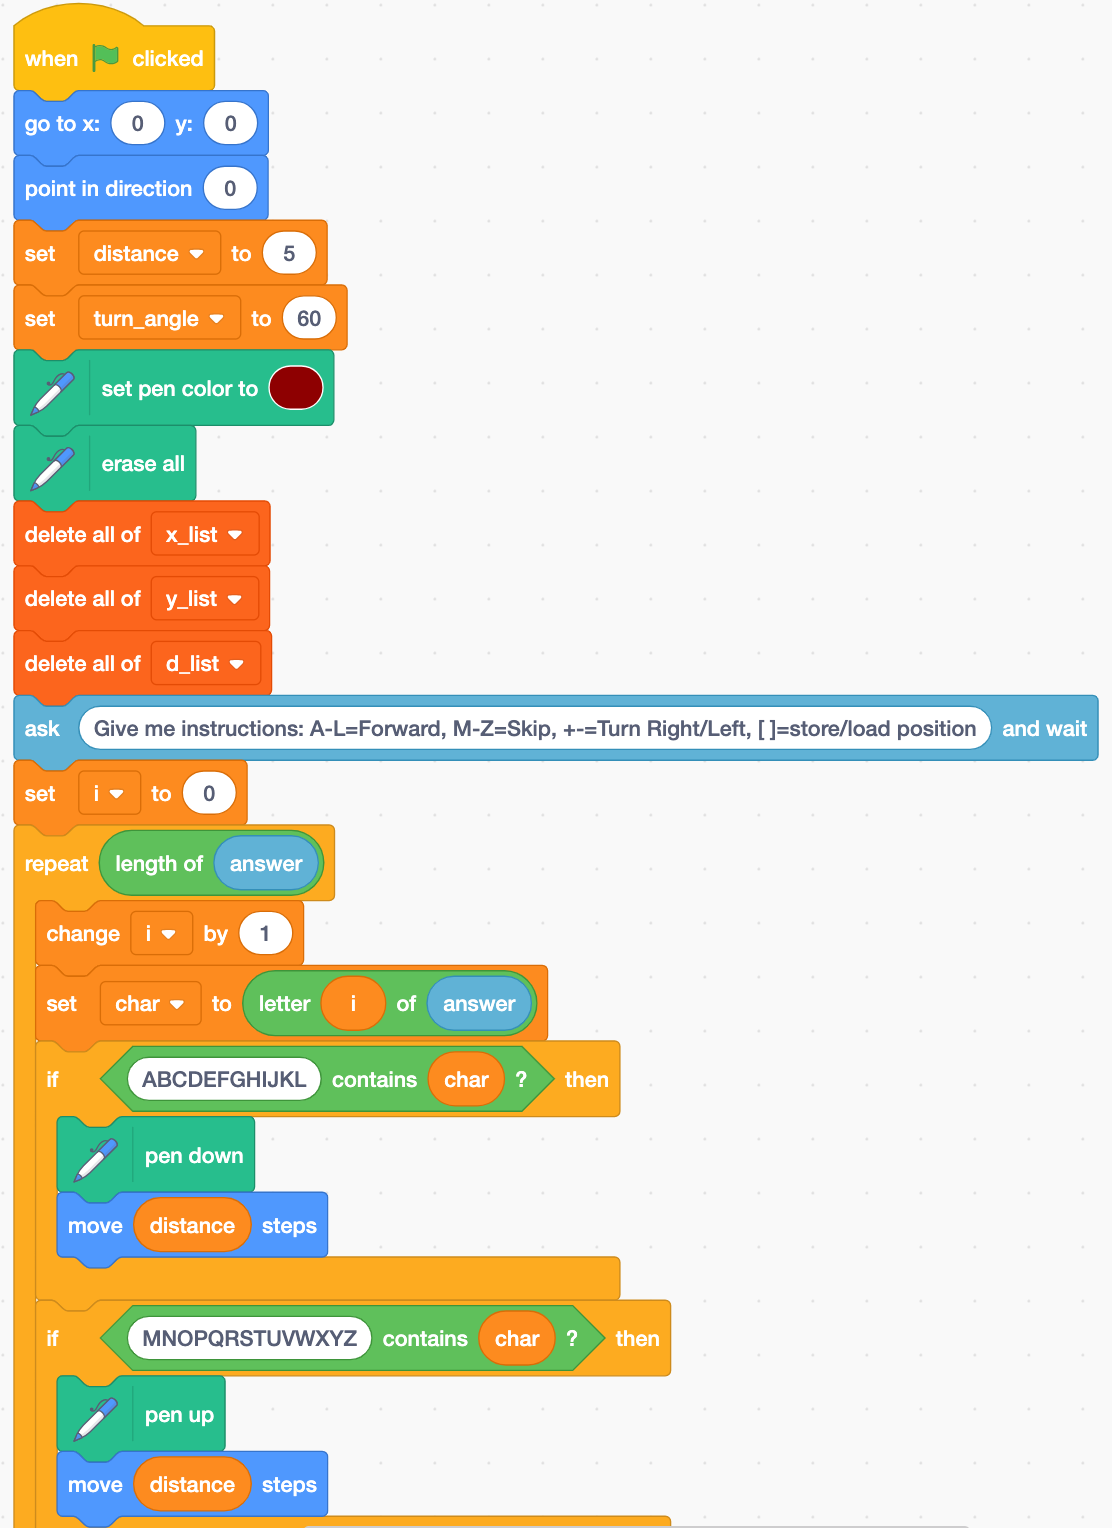 when clicked
go to x: 0 y: 0
point in direction 0
set distance to 5
set turn_angle to 60
set pen color to
erase all
delete all of x_list
delete all of y_list
delete all of d_list
ask Give me instructions: A-L=Forward, M-Z=Skip, +-=Turn Right/Left, [ ]=store/load position and wait
set i to 0
repeat length of answer
change i by 1
set char to letter i of answer
if ABCDEFGHIJKL contains char ? then
pen down
move distance steps
if MNOPQRSTUVWXYZ contains char ? then
pen up
move distance steps